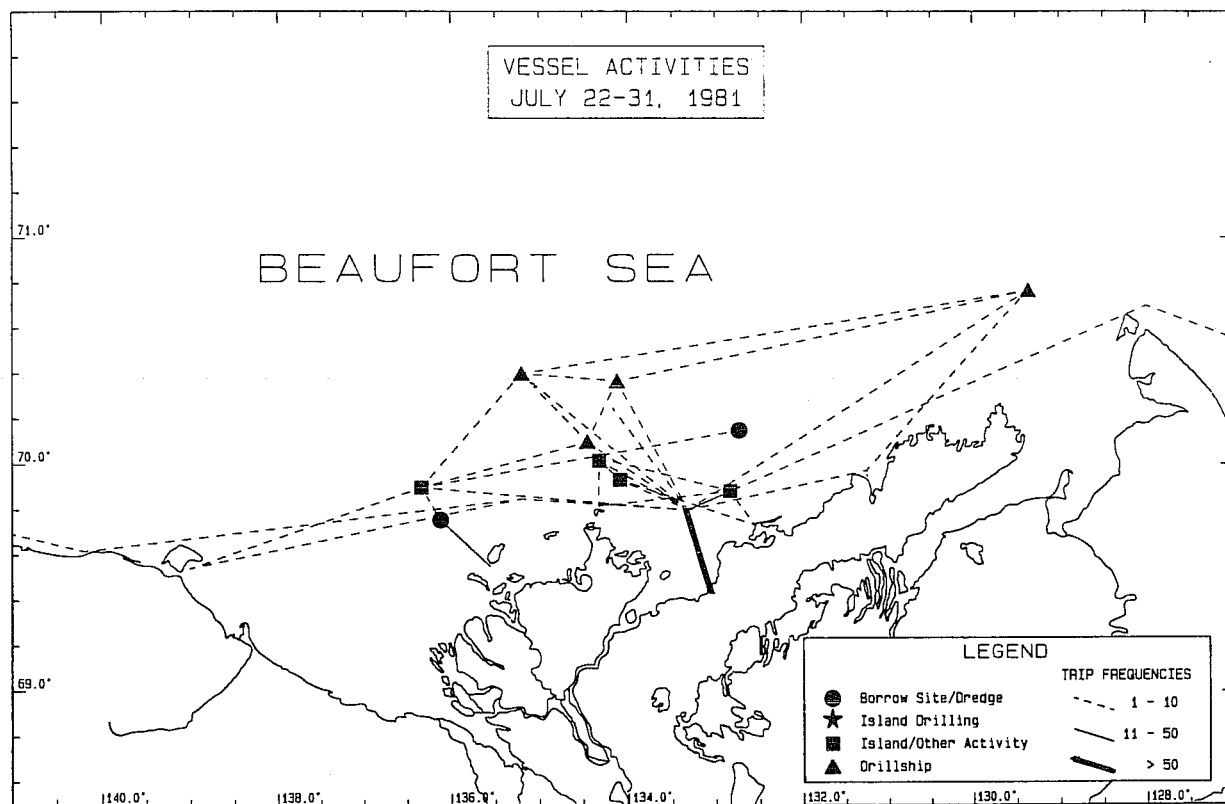 VESSEL ACTIVITIES
JULY 22-31, 1981
71.0°
BEAUFORT SEA
70.0°
69.0°
LEGEND
TRIP FREQUENCIES
Borrow Site/Dredge
1 - 10
Island Drilling
11 - 50
Island/Other Activity
> 50
Drillship
140.0°
138.0°
136.0°
134.0°
132.0°
130.0°
128.0°